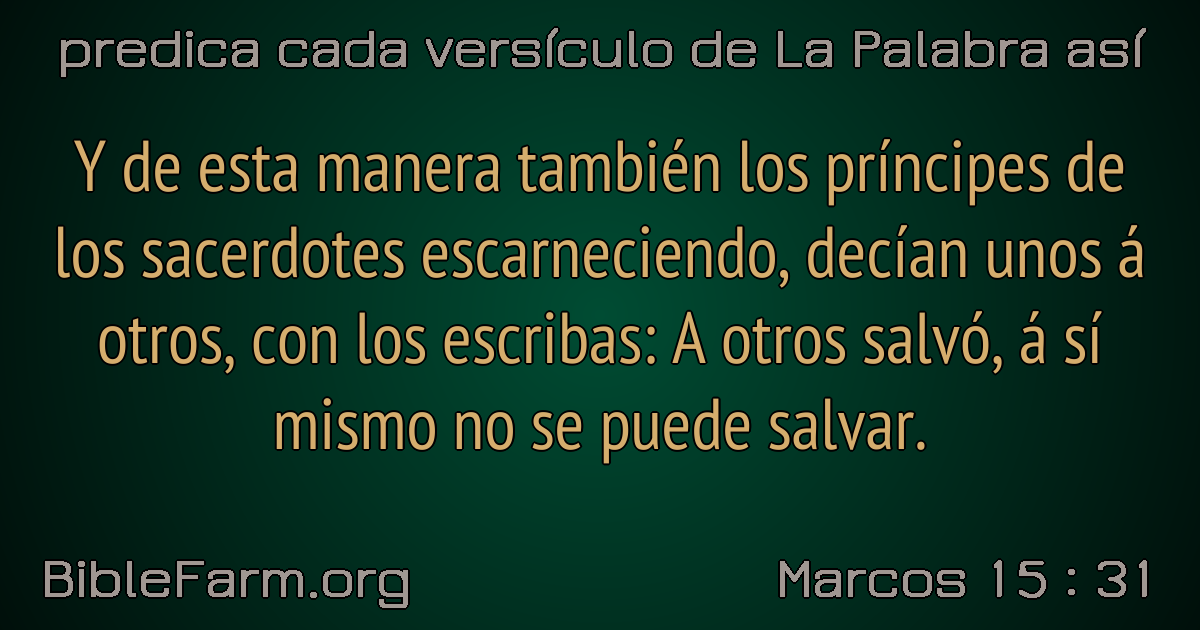 predica cada versículo de La Palabra así
Y de esta manera también los príncipes de
los sacerdotes escarneciendo, decían unos á
otros, con los escribas: A otros salvó, á sí
mismo no se puede salvar.
BibleFarm.org
Marcos 15 : 31